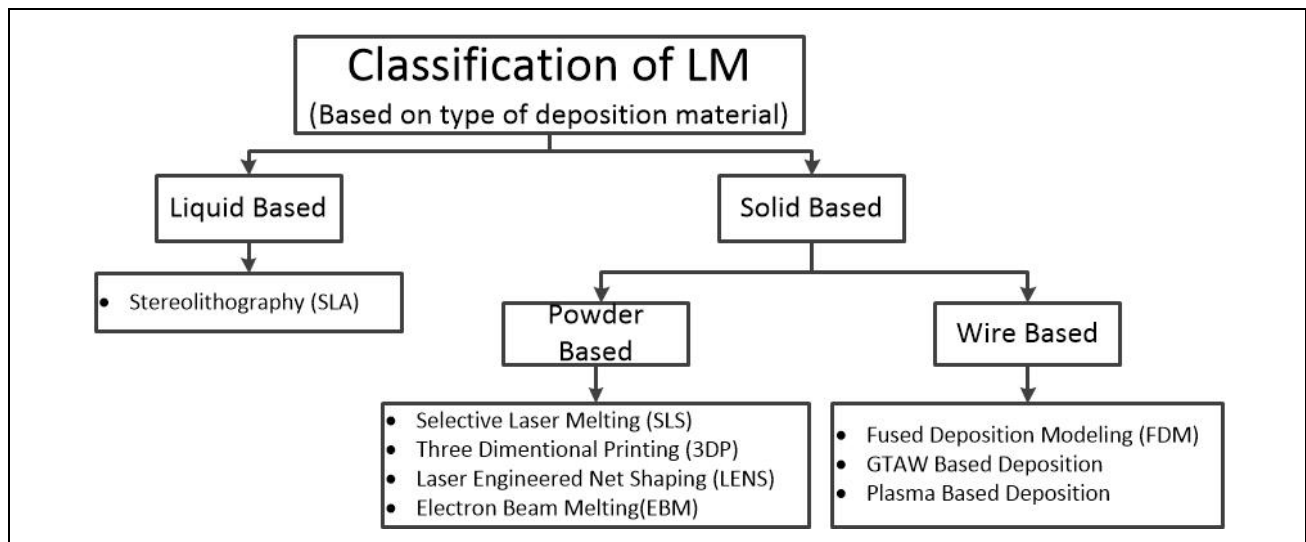 Classification of LM
(Based on type of deposition material)
Liquid Based
Solid Based
• Stereolithography (SLA)
Powder
Based
Wire Based
• Selective Laser Melting (SLS)
• Three Dimentional Printing (3DP)
• Laser Engineered Net Shaping (LENS)
• Electron Beam Melting(EBM)
• Fused Deposition Modeling (FDM)
• GTAW Based Deposition
• Plasma Based Deposition